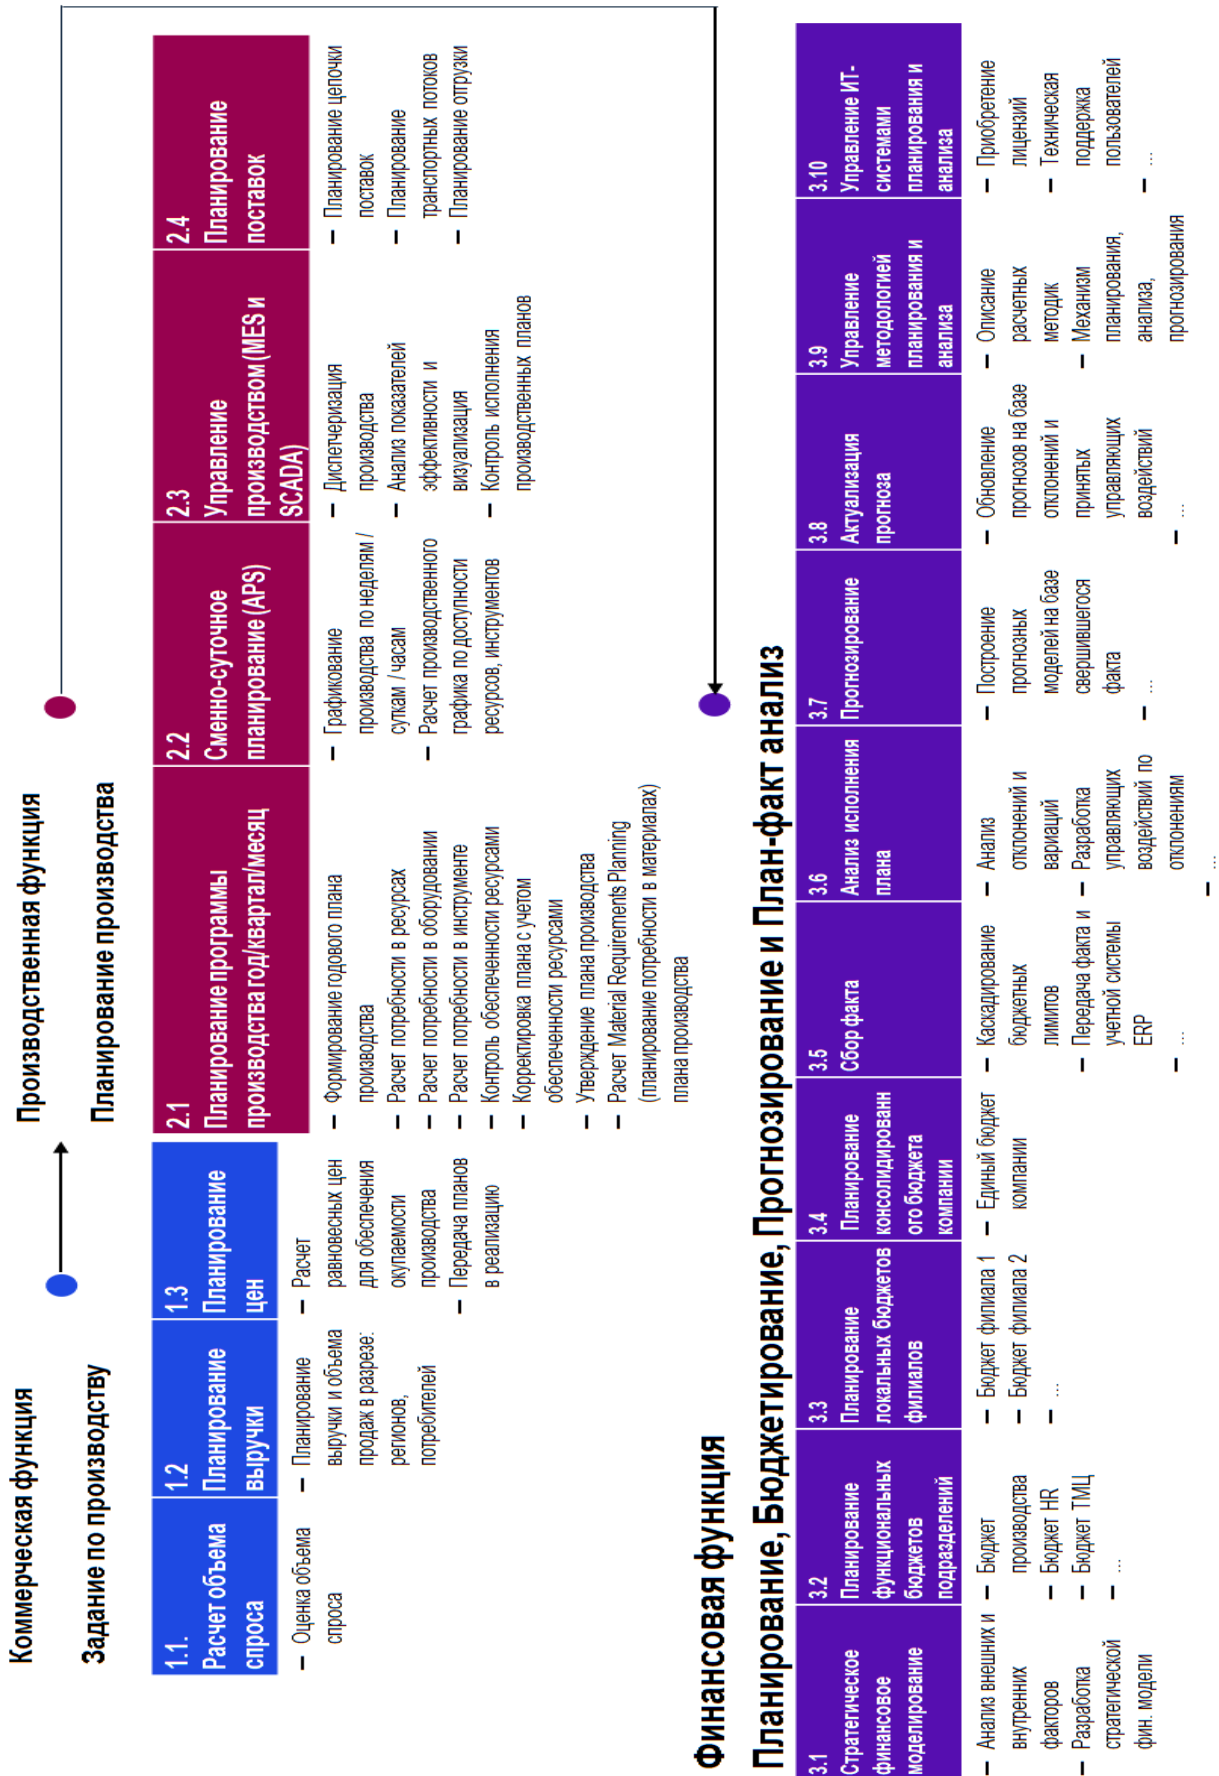 Коммерческая функция
Задание по производству
1.1.
Расчет объема
спроса
– Оценка объема
спроса
1.2
Планирование
выручки
– Планирование
выручки и объема
продаж в разрезе:
регионов,
потребителей
1.3
Планирование
цен
– Расчет
равновесных цен
для обеспечения
окупаемости
производства
– Передача планов
в реализацию
Производственная функция
Планирование производства
2.1
Планирование программы
производства год/квартал/месяц
– Формирование годового плана
производства
– Расчет потребности в ресурсах
– Расчет потребности в оборудовании
– Расчет потребности в инструменте
– Контроль обеспеченности ресурсами
– Корректировка плана с учетом
обеспеченности ресурсами
– Утверждение плана производства
– Расчет Material Requirements Planning
(планирование потребности в материалах)
плана производства
2.2
Сменно-суточное
планирование (APS)
– Графикование
производства по неделям /
суткам / часам
– Расчет производственного
графика по доступности
ресурсов, инструментов
2.3
Управление
производством (MES и
SCADA)
– Диспетчеризация
производства
– Анализ показателей
эффективности и
визуализация
– Контроль исполнения
производственных планов
2.4
Планирование
поставок
– Планирование цепочки
поставок
– Планирование
транспортных потоков
– Планирование отгрузки
Финансовая функция
Планирование, Бюджетирование, Прогнозирование и План-факт анализ
3.1
Стратегическое
финансовое
моделирование
– Анализ внешних и
внутренних
факторов
– Разработка
стратегической
фин. модели
3.2
Планирование
функциональных
бюджетов
подразделений
– Бюджет
производства
– Бюджет HR
– Бюджет ТМЦ
– ...
3.3
Планирование
локальных бюджетов
филиалов
– Бюджет филиала 1
– Бюджет филиала 2
– ...
3.4
Планирование
консолидированн
ого бюджета
компании
– Единый бюджет
компании
3.5
Сбор факта
– Каскадирование
бюджетных
лимитов
– Передача факта и
учетной системы
ERP
– ...
3.6
Анализ исполнения
плана
– Анализ
отклонений и
вариаций
– Разработка
управляющих
воздействий по
отклонениям
– ...
3.7
Прогнозирование
– Построение
прогнозных
моделей на базе
свершившегося
факта
– ...
3.8
Актуализация
прогноза
– Обновление
прогнозов на базе
отклонений и
принятых
управляющих
воздействий
– ...
3.9
Управление
методологией
планирования и
анализа
– Описание
расчетных
методик
– Механизм
планирования,
анализа,
прогнозирования
3.10
Управление ИТ-
системами
планирования и
анализа
– Приобретение
лицензий
– Техническая
поддержка
пользователей
– ...